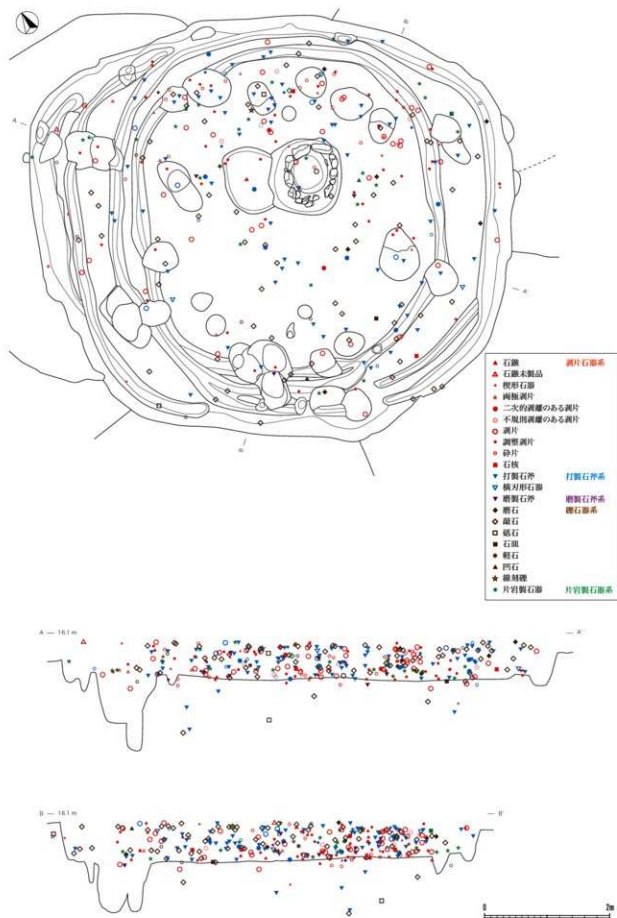 B'
A
A'
B
石鏃 剥片石器系
石鏃未製品
楔形石器
両極剥片
二次的剥離のある剥片
不規則剥離のある剥片
剥片
調整剥片
砕片
石核
打製石斧 打製石斧系
横刃形石器
磨製石斧 磨製石斧系
磨石 礫石器系
敲石
砥石
石皿
軽石
凹石
線刻礫
片岩製石器 片岩製石器系
A — 16.1 m — A'
B — 16.1 m — B'
0 2m